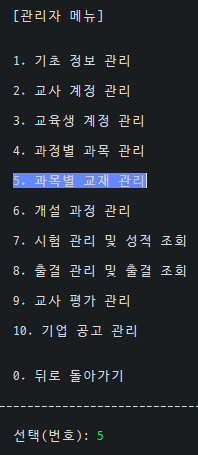 [관리자 메뉴]
1. 기초 정보 관리
2. 교사 계정 관리
3. 교육생 계정 관리
4. 과정별 과목 관리
5. 과목별 교재 관리
6. 개설 과정 관리
7. 시험 관리 및 성적 조회
8. 출결 관리 및 출결 조회
9. 교사 평가 관리
10. 기업 공고 관리
0. 뒤로 돌아가기
선택(번호): 5